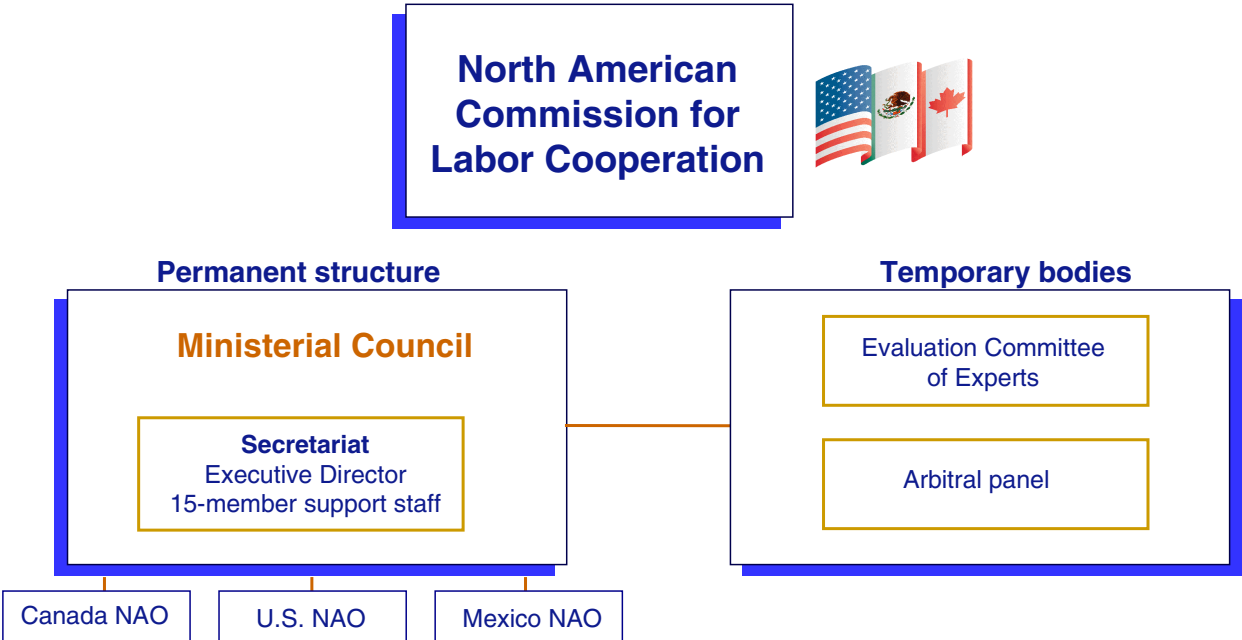 North American
Commission for
Labor Cooperation
Permanent structure
Ministerial Council
Secretariat
Executive Director
15-member support staff
Canada NAO
U.S. NAO
Mexico NAO
Temporary bodies
Evaluation Committee
of Experts
Arbitral panel